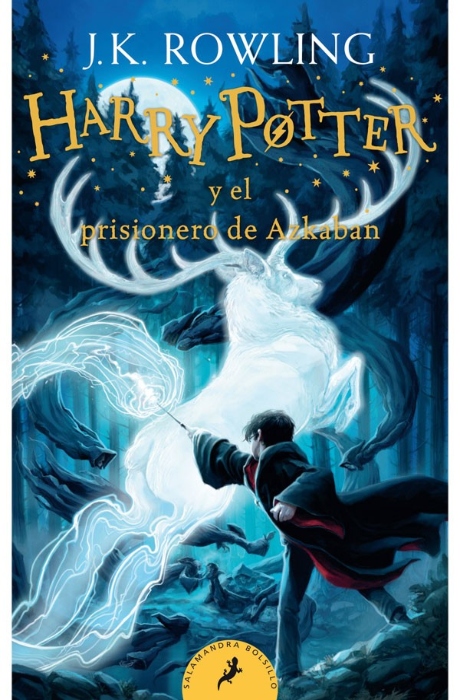 J.K. ROWLING
HARRY POTTER
y el
prisionero de Azkaban
SALAMANDRA BOLSILLO